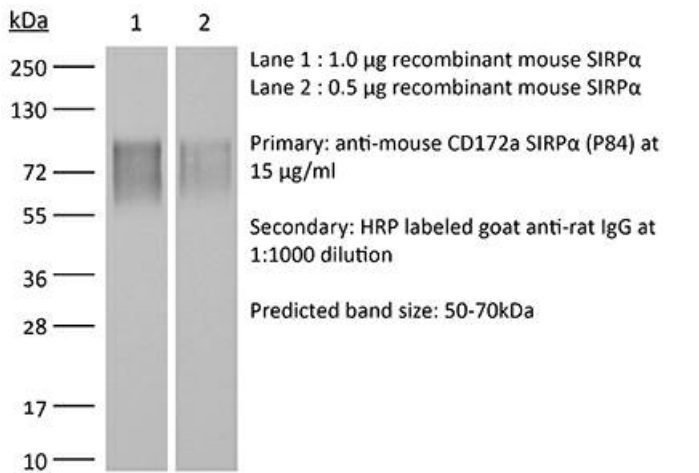 kDa
1 2
250
130
72
55
36
28
17
10
Lane 1 : 1.0 µg recombinant mouse SIRPα
Lane 2 : 0.5 µg recombinant mouse SIRPα
Primary: anti-mouse CD172a SIRPα (P84) at
15 µg/ml
Secondary: HRP labeled goat anti-rat IgG at
1:1000 dilution
Predicted band size: 50-70kDa